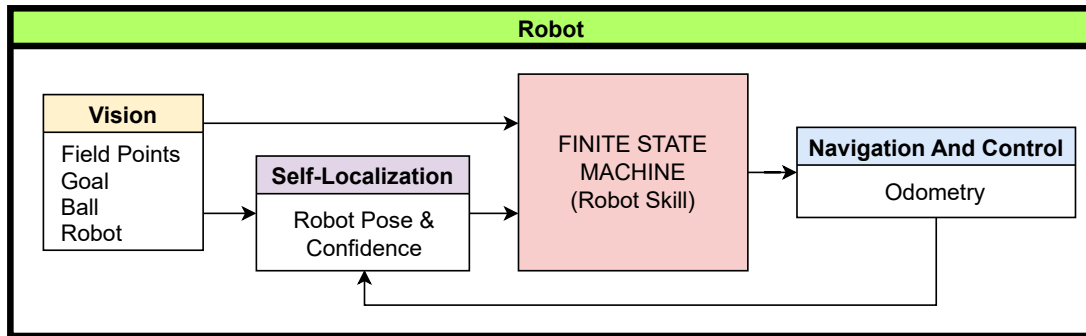 Robot
Vision
Field Points
Goal
Ball
Robot
Self-Localization
Robot Pose &
Confidence
FINITE STATE
MACHINE
(Robot Skill)
Navigation And Control
Odometry